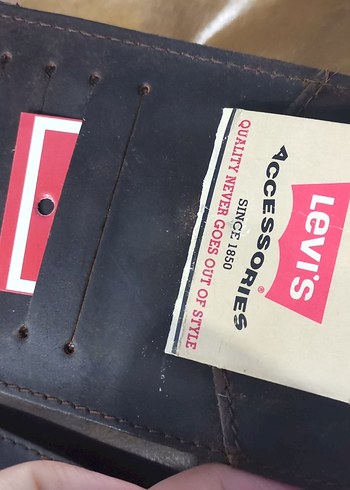 LEVI'S
ACCESSORIES®
SINCE 1850
QUALITY NEVER GOES OUT OF STYLE